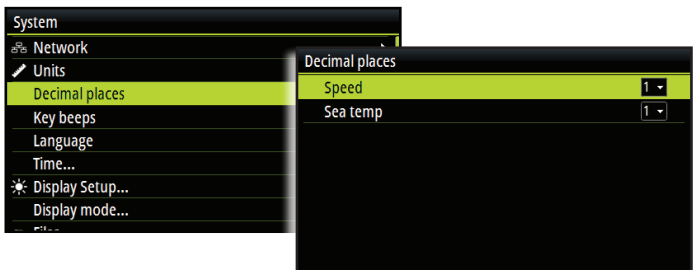 System
Network
Units
Decimal places
Key beeps
Language
Time...
Display Setup...
Display mode...
Decimal places
Speed 1
Sea temp 1